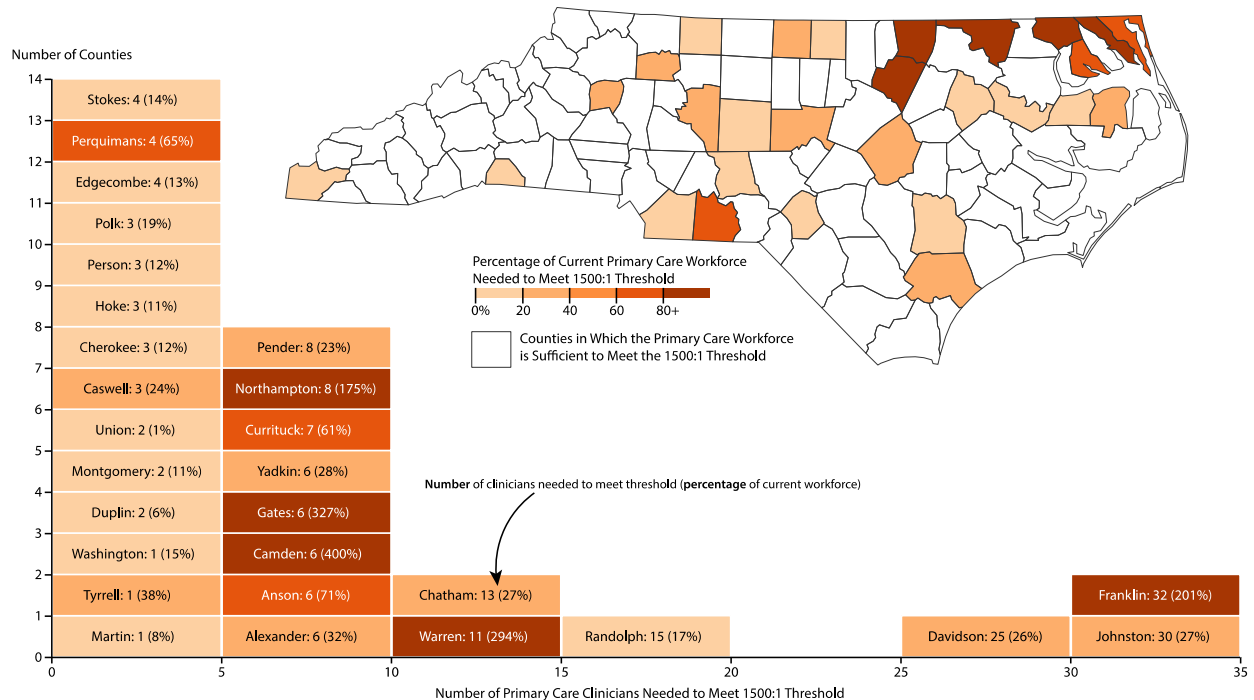 Number of Counties
14
13
12
11
10
9
8
7
6
5
4
3
2
1
0
Stokes: 4 (14%)
Perquimans: 4 (65%)
Edgecombe: 4 (13%)
Polk: 3 (19%)
Person: 3 (12%)
Hoke: 3 (11%)
Cherokee: 3 (12%)
Caswell: 3 (24%)
Union: 2 (1%)
Montgomery: 2 (11%)
Duplin: 2 (6%)
Washington: 1 (15%)
Tyrrell: 1 (38%)
Martin: 1 (8%)
Pender: 8 (23%)
Northampton: 8 (175%)
Currituck: 7 (61%)
Yadkin: 6 (28%)
Gates: 6 (327%)
Camden: 6 (400%)
Anson: 6 (71%)
Alexander: 6 (32%)
Chatham: 13 (27%)
Warren: 11 (294%)
Randolph: 15 (17%)
Davidson: 25 (26%)
Franklin: 32 (201%)
Johnston: 30 (27%)
Percentage of Current Primary Care Workforce
Needed to Meet 1500:1 Threshold
0% 20 40 60 80+
Counties in Which the Primary Care Workforce
is Sufficient to Meet the 1500:1 Threshold
Number of clinicians needed to meet threshold (percentage of current workforce)
0 5 10 15 20 25 30 35
Number of Primary Care Clinicians Needed to Meet 1500:1 Threshold